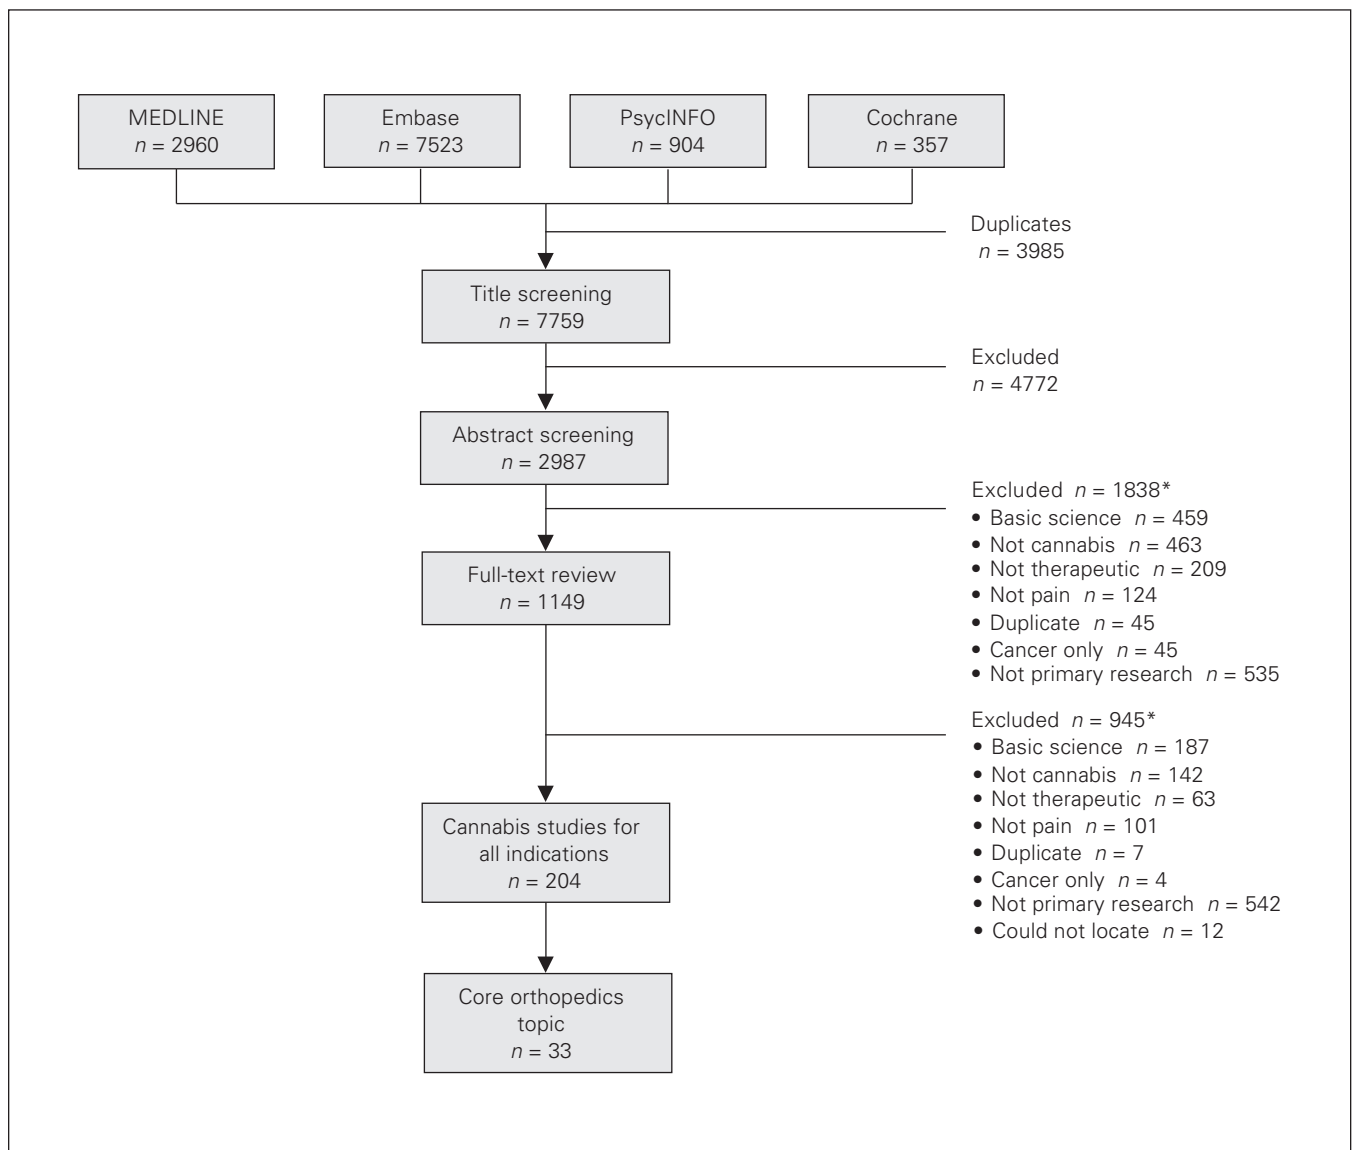 MEDLINE
n = 2960
Embase
n = 7523
PsycINFO
n = 904
Cochrane
n = 357
Duplicates
n = 3985
Title screening
n = 7759
Excluded
n = 4772
Abstract screening
n = 2987
Excluded n = 1838*
• Basic science n = 459
• Not cannabis n = 463
• Not therapeutic n = 209
• Not pain n = 124
• Duplicate n = 45
• Cancer only n = 45
• Not primary research n = 535
Full-text review
n = 1149
Excluded n = 945*
• Basic science n = 187
• Not cannabis n = 142
• Not therapeutic n = 63
• Not pain n = 101
• Duplicate n = 7
• Cancer only n = 4
• Not primary research n = 542
• Could not locate n = 12
Cannabis studies for
all indications
n = 204
Core orthopedics
topic
n = 33